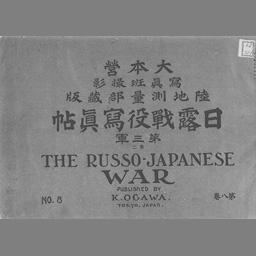 大本營
寫眞班撮影
陸地測量部藏版
日露戰役寫眞帖
第三軍
THE RUSSO-JAPANESE
WAR
PUBLISHED BY
K. OGAWA.
TOKYO, JAPAN.
NO. 8
第八卷